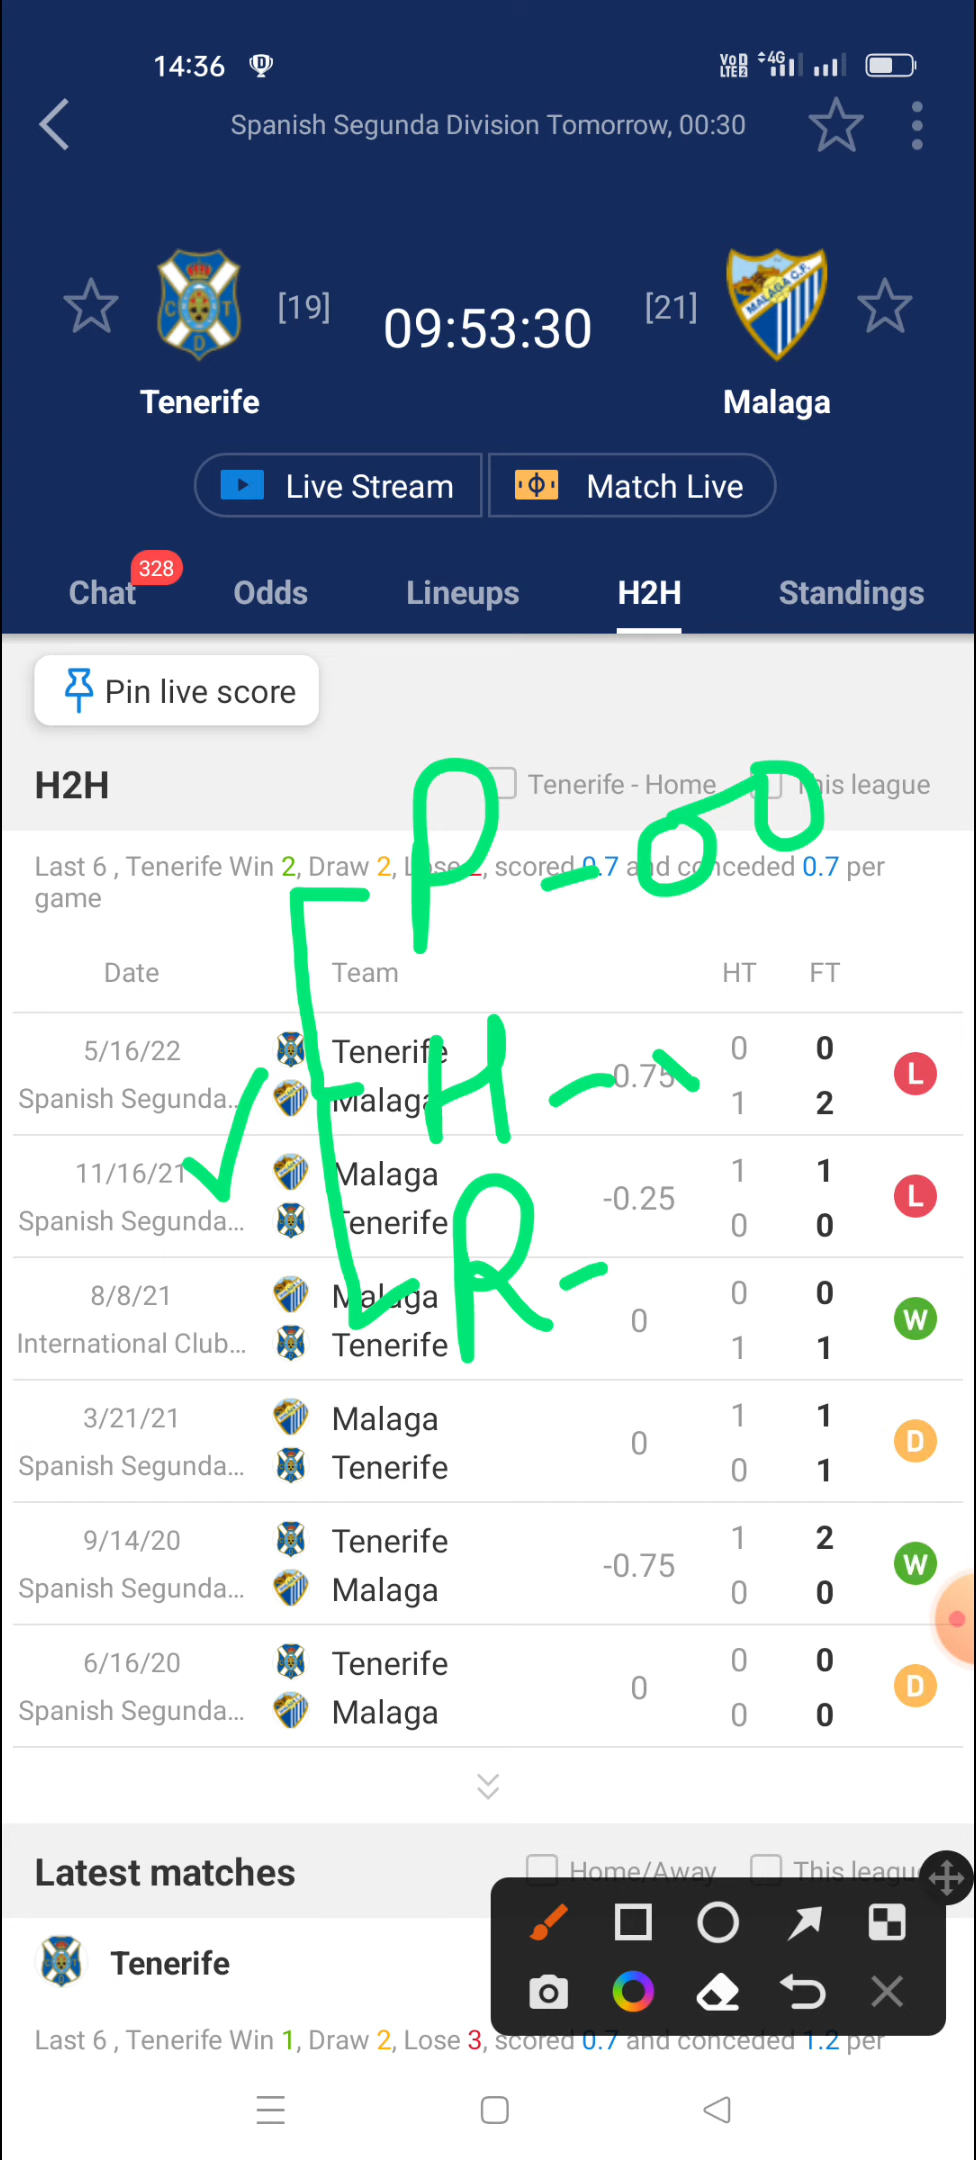 14:36 VoD LTE2 4G
Spanish Segunda Division Tomorrow, 00:30
[19] 09:53:30 [21]
Tenerife Malaga
Live Stream Match Live
328
Chat Odds Lineups H2H Standings
Pin live score
H2H Tenerife - Home This league
P - 00
Last 6 , Tenerife Win 2, Draw 2, Lose 2, scored 0.7 and conceded 0.7 per
game
Date Team HT FT
5/16/22 Tenerife 0 0
Spanish Segunda... Malaga 0.75 1 2 L
H -
11/16/21 Malaga 1 1
Spanish Segunda... Tenerife -0.25 0 0 L
R -
8/8/21 Malaga 0 0
International Club... Tenerife 0 1 1 W
3/21/21 Malaga 1 1
Spanish Segunda... Tenerife 0 0 1 D
9/14/20 Tenerife 1 2
Spanish Segunda... Malaga -0.75 0 0 W
6/16/20 Tenerife 0 0
Spanish Segunda... Malaga 0 0 0 D
Latest matches Home/Away This league
Tenerife
Last 6 , Tenerife Win 1, Draw 2, Lose 3, scored 0.7 and conceded 1.2 per